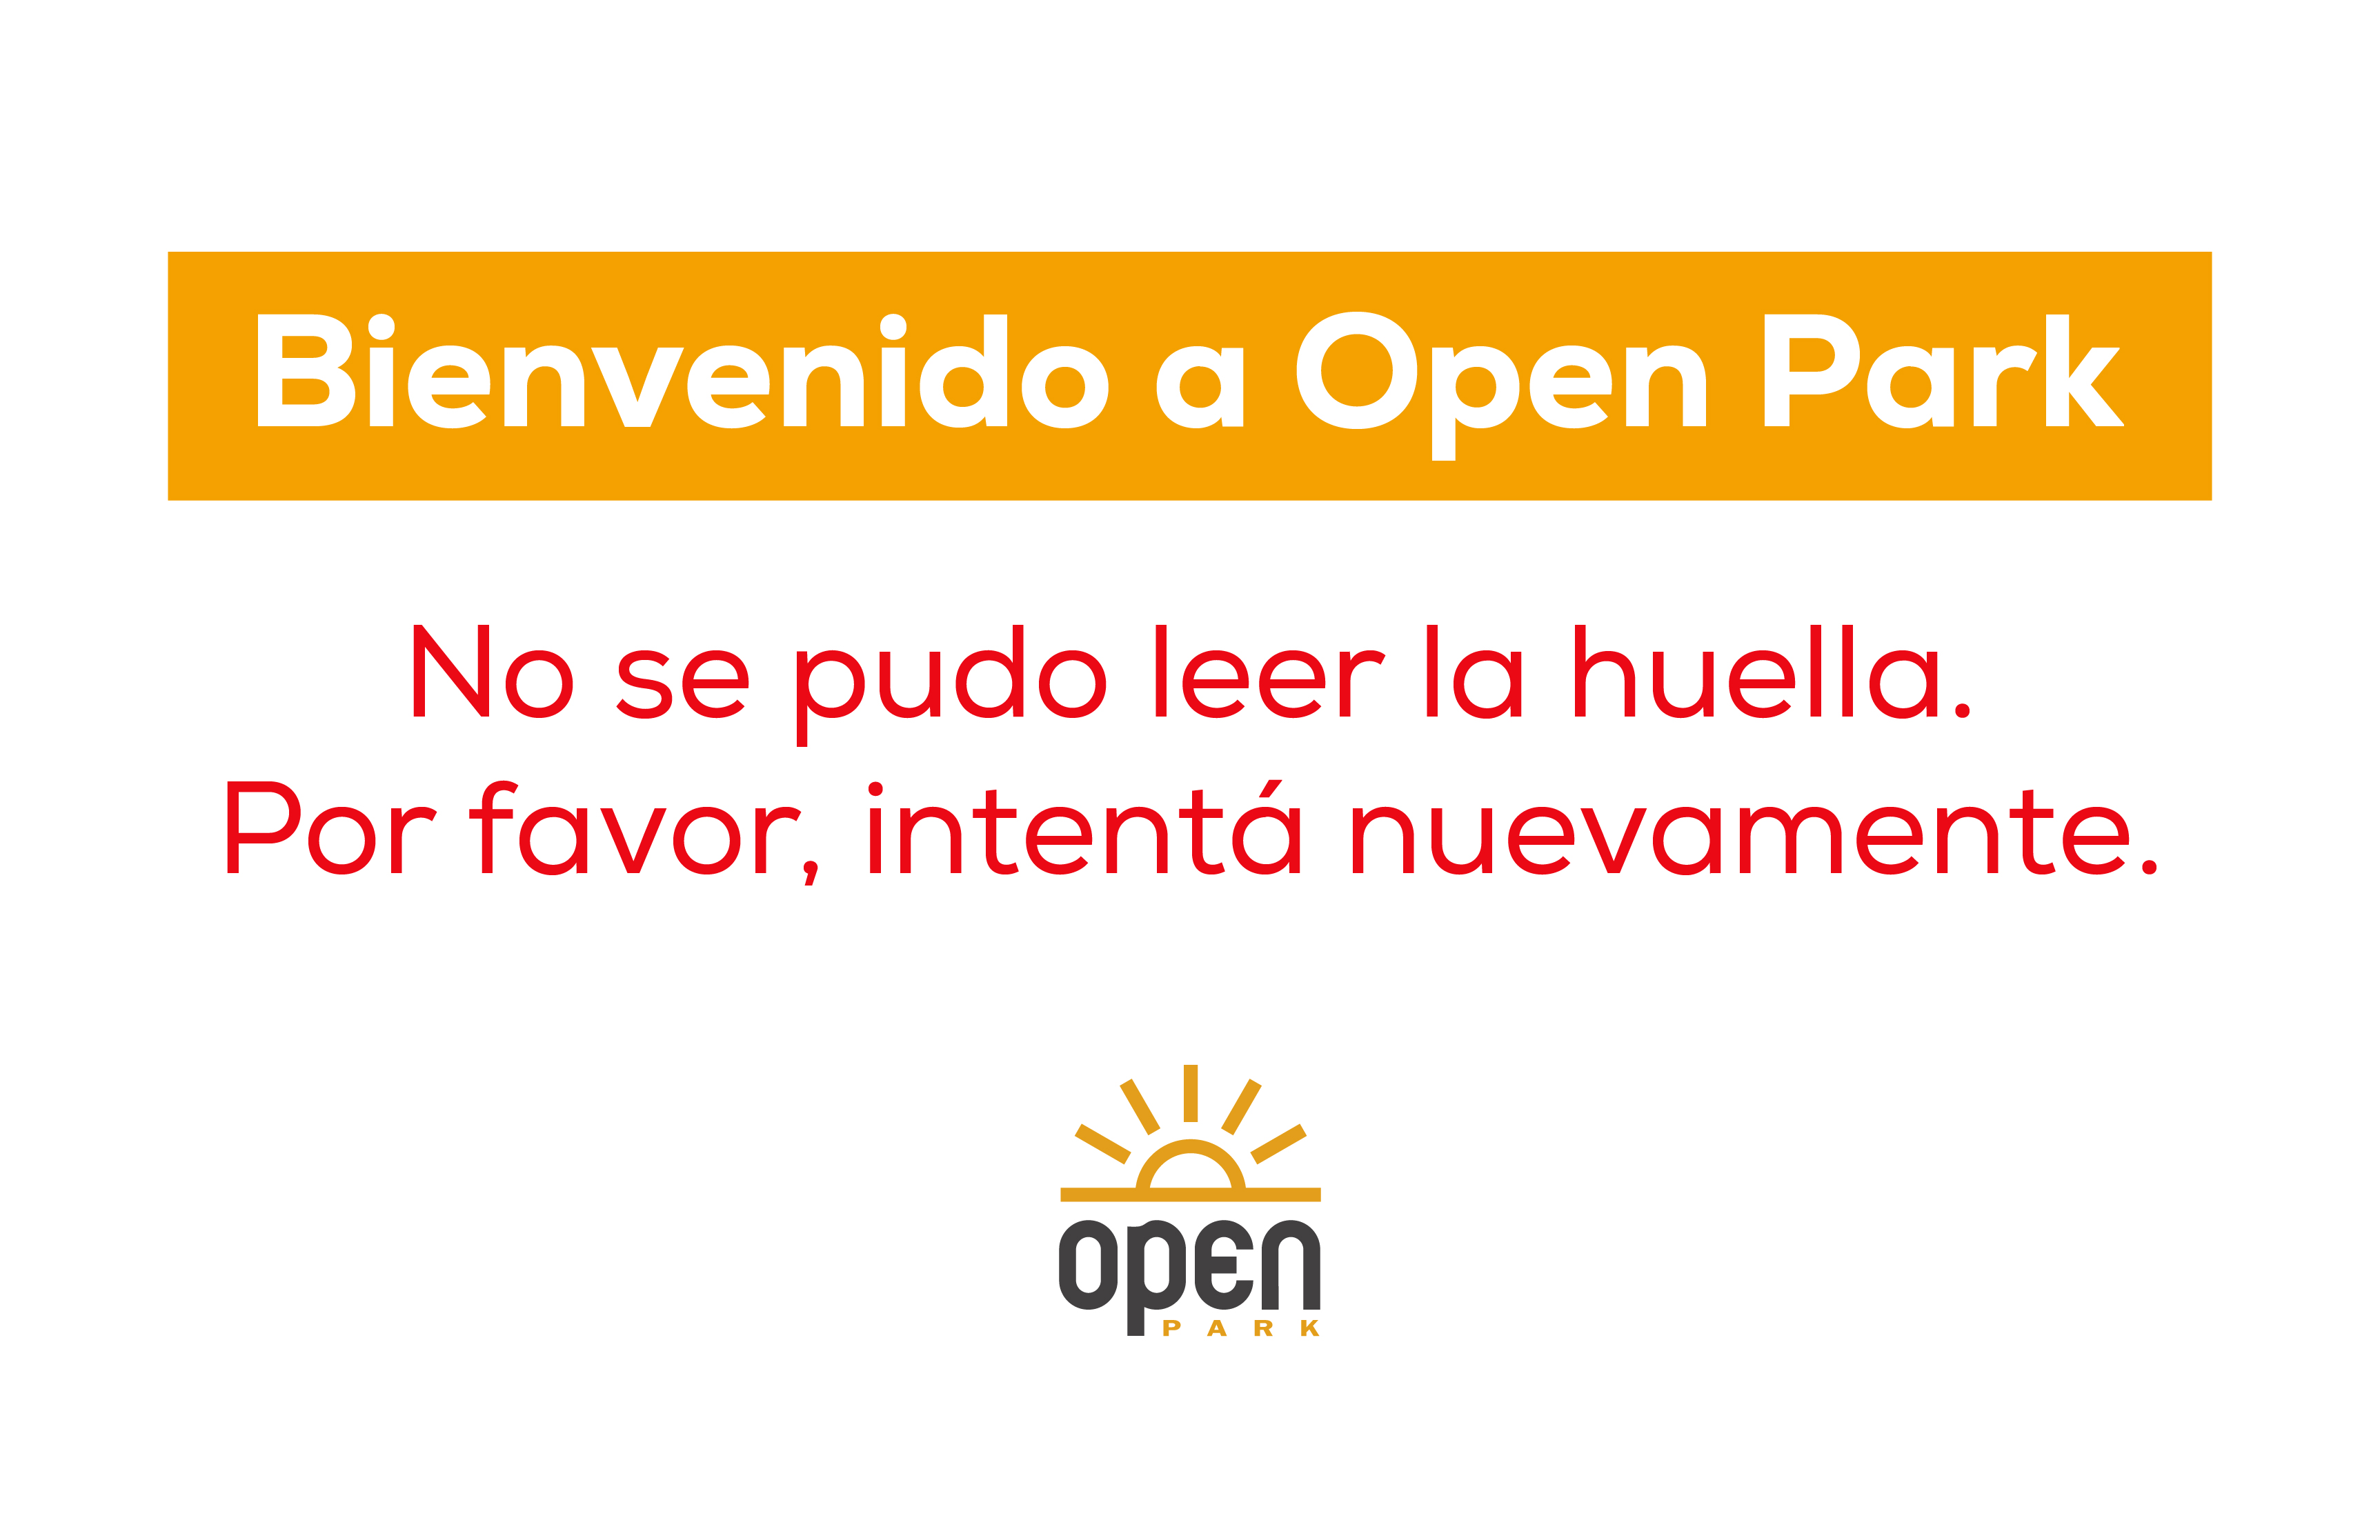 Bienvenido a Open Park
No se pudo leer la huella.
Por favor, intentá nuevamente.
open
PARK